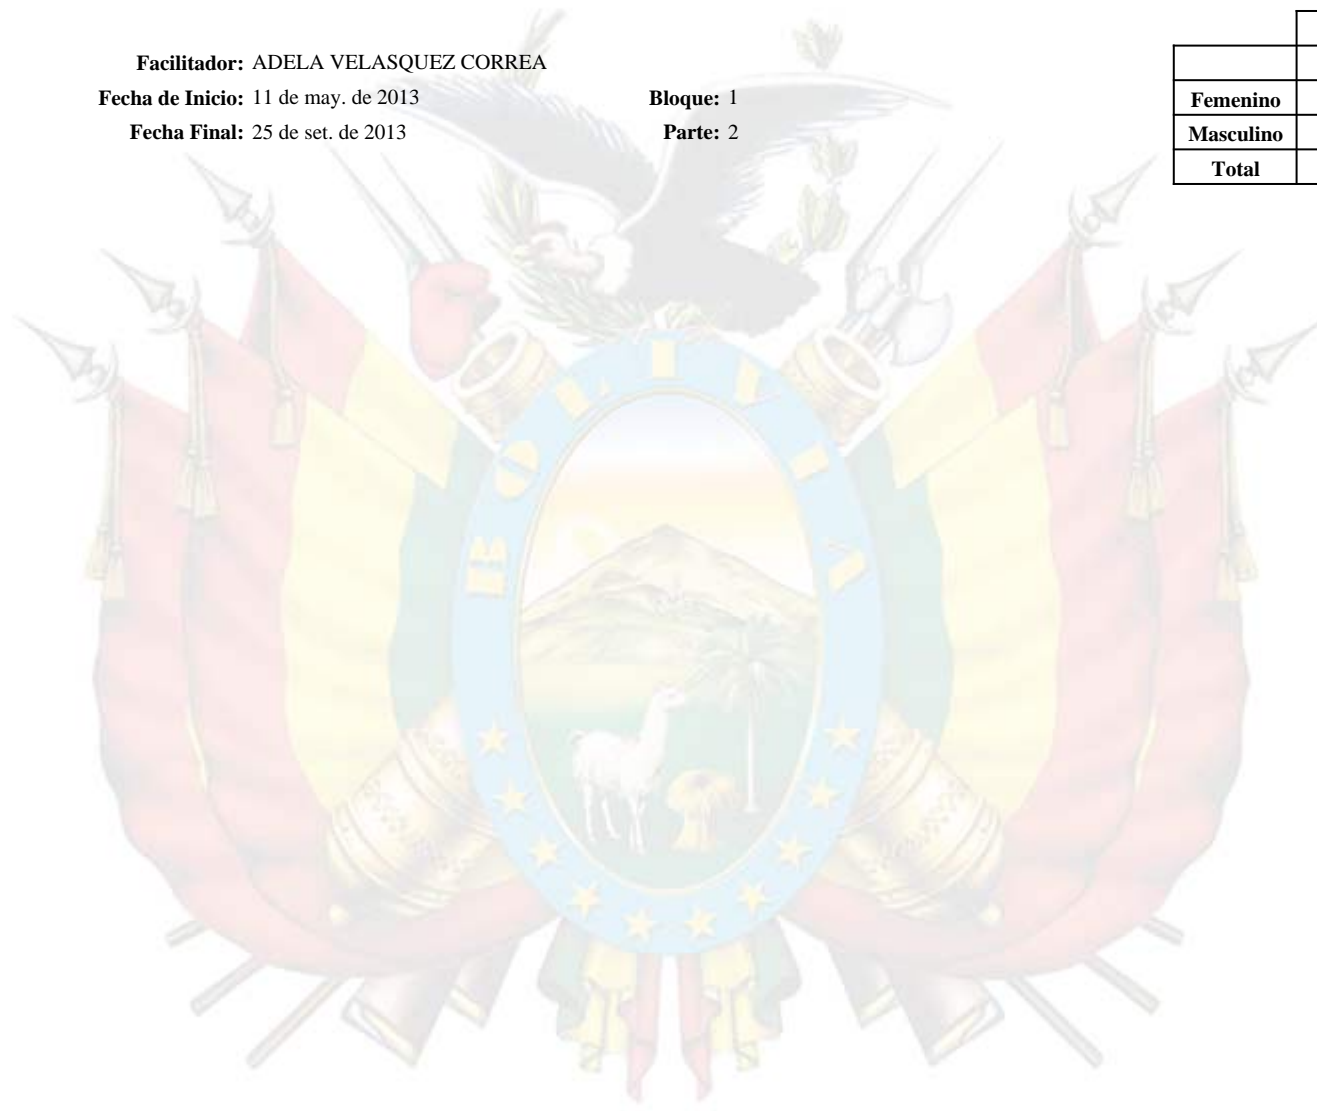 Facilitador: ADELA VELASQUEZ CORREA
Fecha de Inicio: 11 de may. de 2013 Bloque: 1
Fecha Final: 25 de set. de 2013 Parte: 2
Femenino
Masculino
Total
BOLIVIA